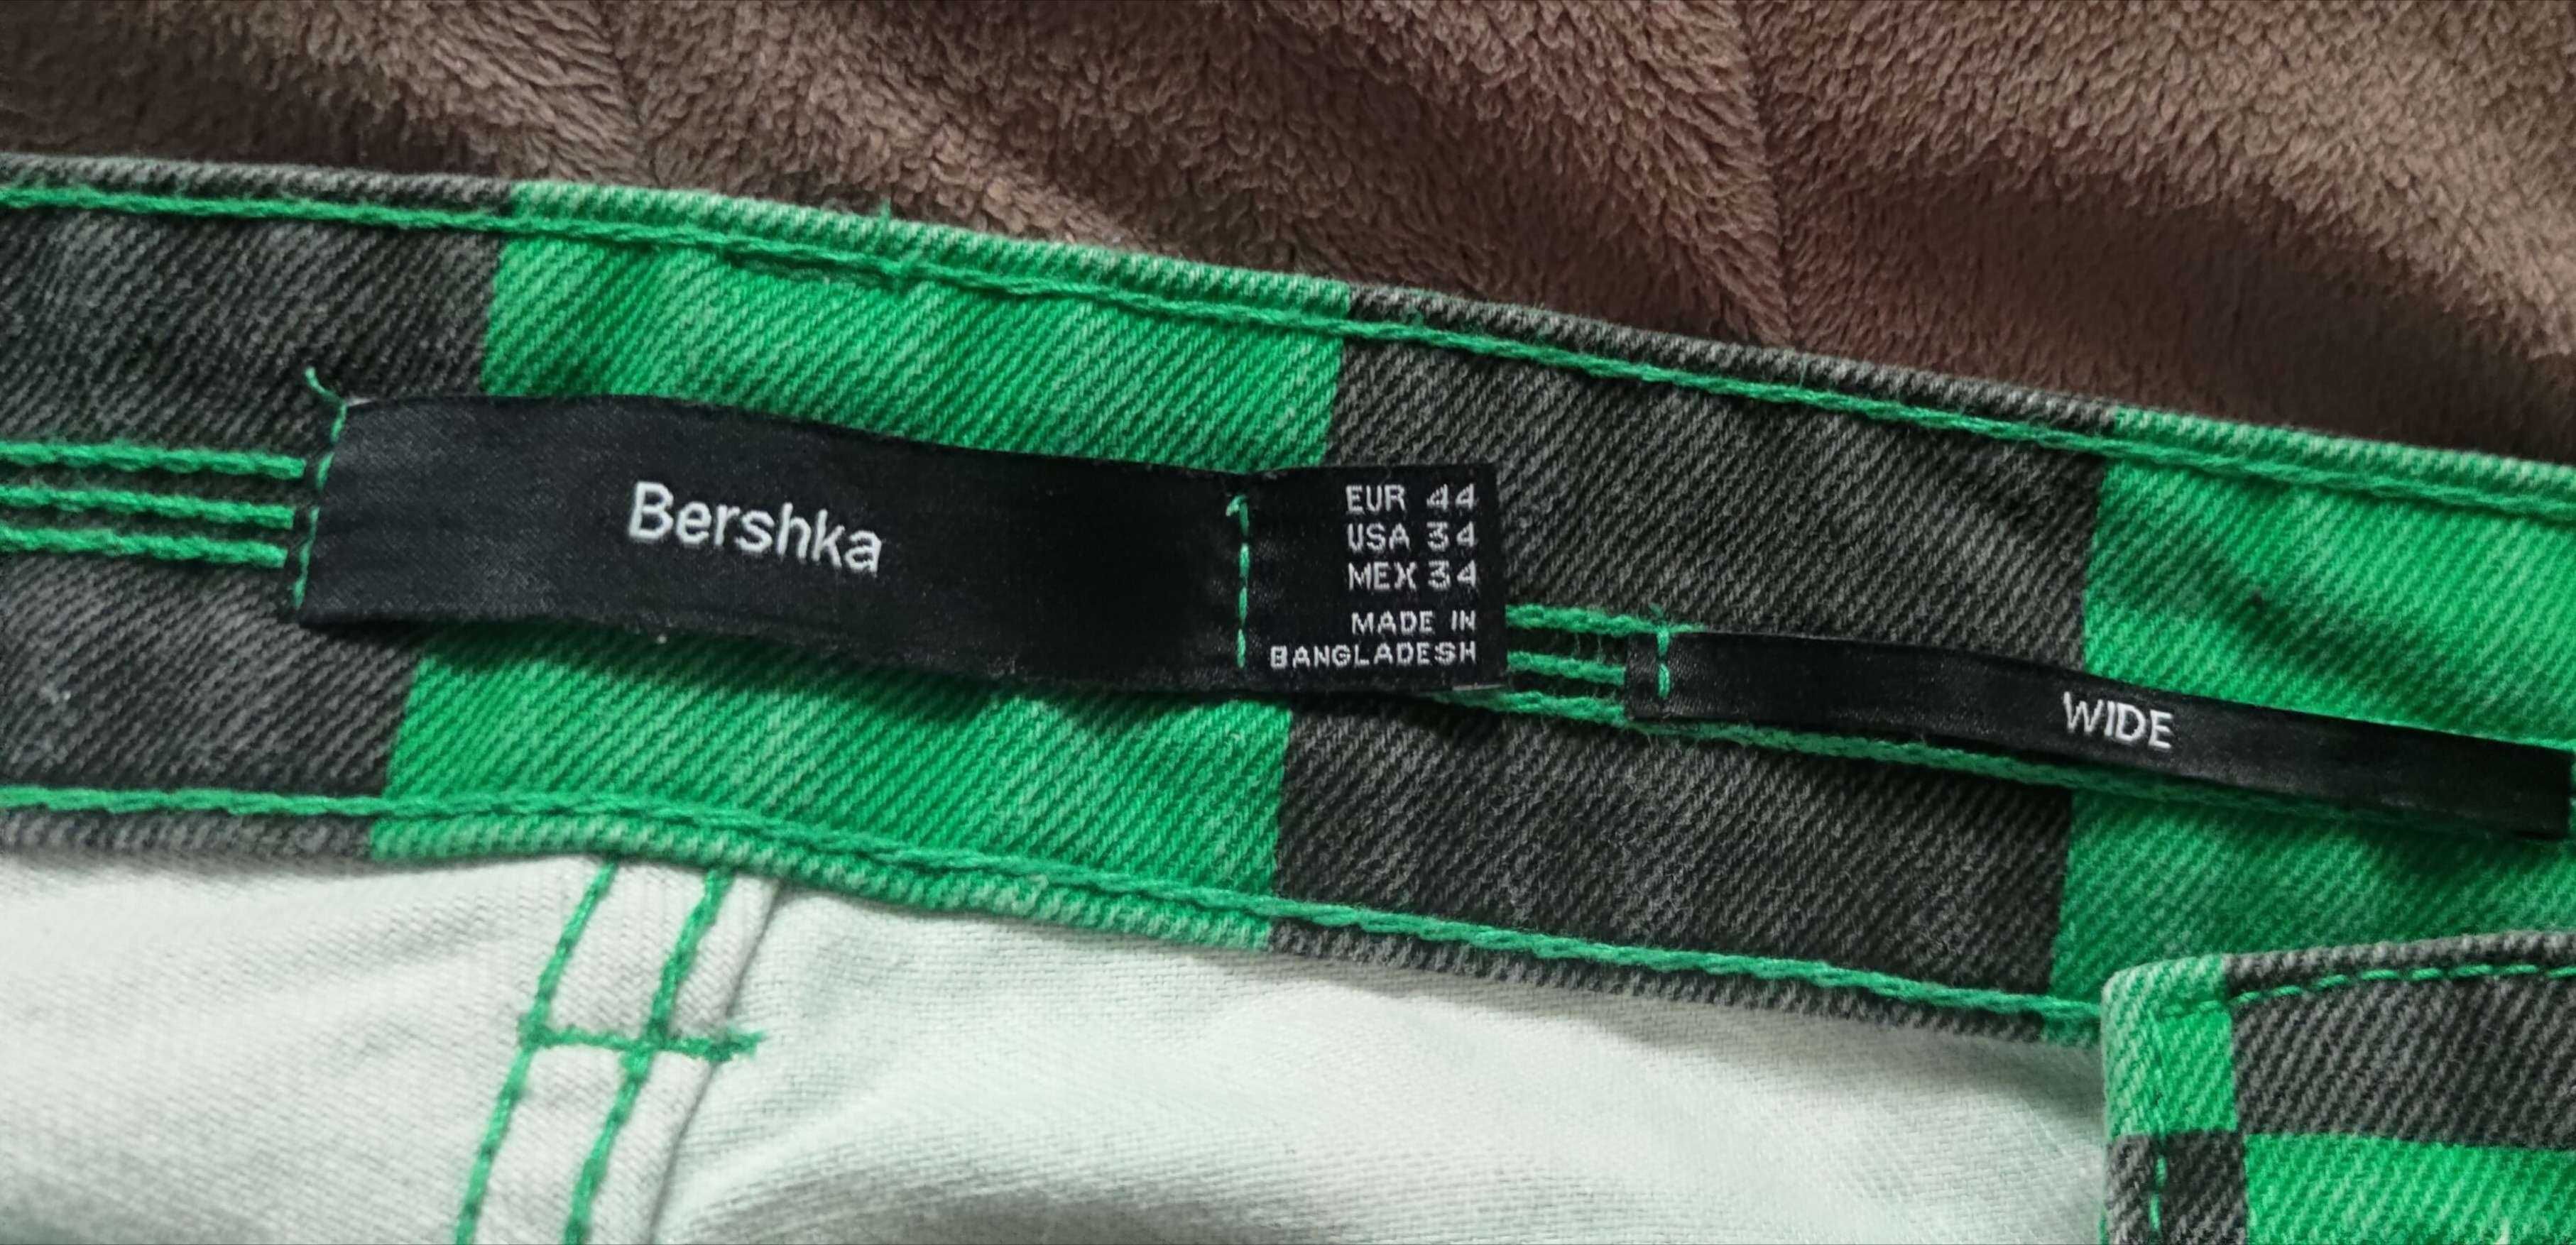 Bershka
EUR 44
USA 34
MEX 34
MADE IN
BANGLADESH
WIDE